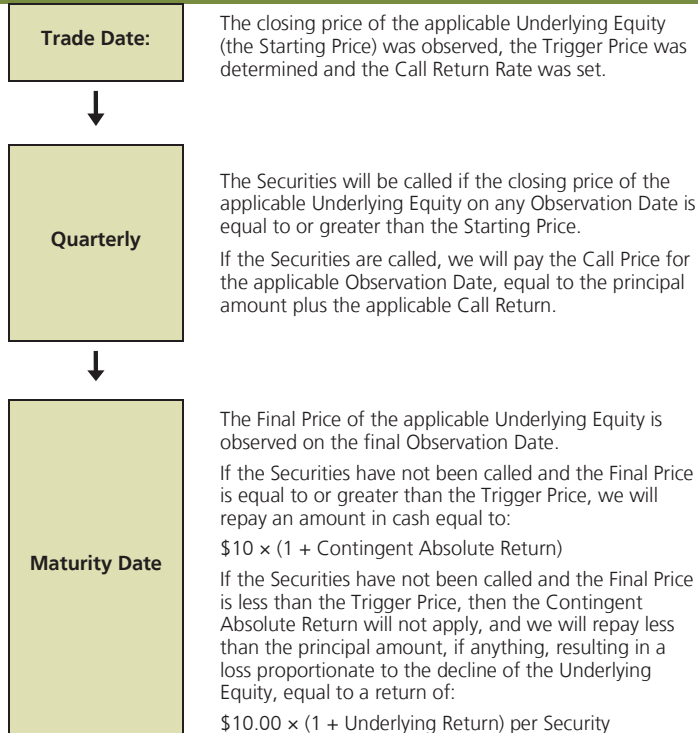 Trade Date:
The closing price of the applicable Underlying Equity
(the Starting Price) was observed, the Trigger Price was
determined and the Call Return Rate was set.
Quarterly
The Securities will be called if the closing price of the
applicable Underlying Equity on any Observation Date is
equal to or greater than the Starting Price.
If the Securities are called, we will pay the Call Price for
the applicable Observation Date, equal to the principal
amount plus the applicable Call Return.
Maturity Date
The Final Price of the applicable Underlying Equity is
observed on the final Observation Date.
If the Securities have not been called and the Final Price
is equal to or greater than the Trigger Price, we will
repay an amount in cash equal to:
$10 × (1 + Contingent Absolute Return)
If the Securities have not been called and the Final Price
is less than the Trigger Price, then the Contingent
Absolute Return will not apply, and we will repay less
than the principal amount, if anything, resulting in a
loss proportionate to the decline of the Underlying
Equity, equal to a return of:
$10.00 × (1 + Underlying Return) per Security